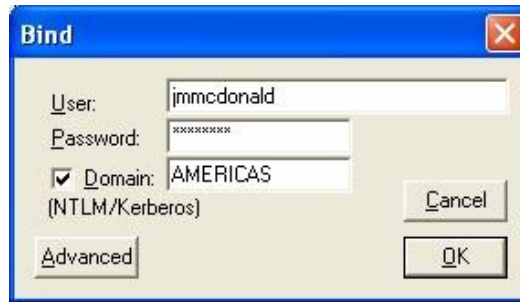 Bind
User: jmmcdonald
Password: ********
Domain: AMERICAS
(NTLM/Kerberos)
Cancel
Advanced
OK